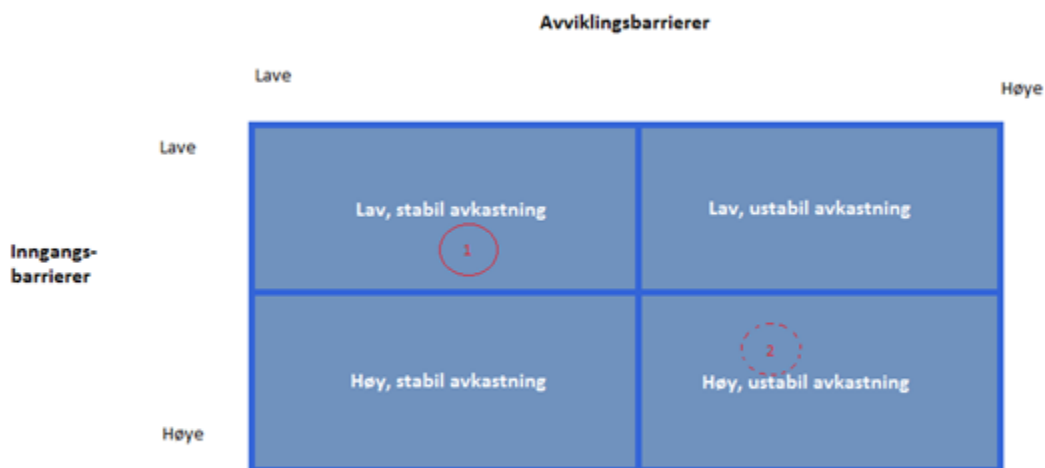 Avviklingsbarrierer
Lave
Høye
Lave
Lav, stabil avkastning
Lav, ustabil avkastning
1
Inngangs-
barrierer
2
Høy, stabil avkastning
Høy, ustabil avkastning
Høye